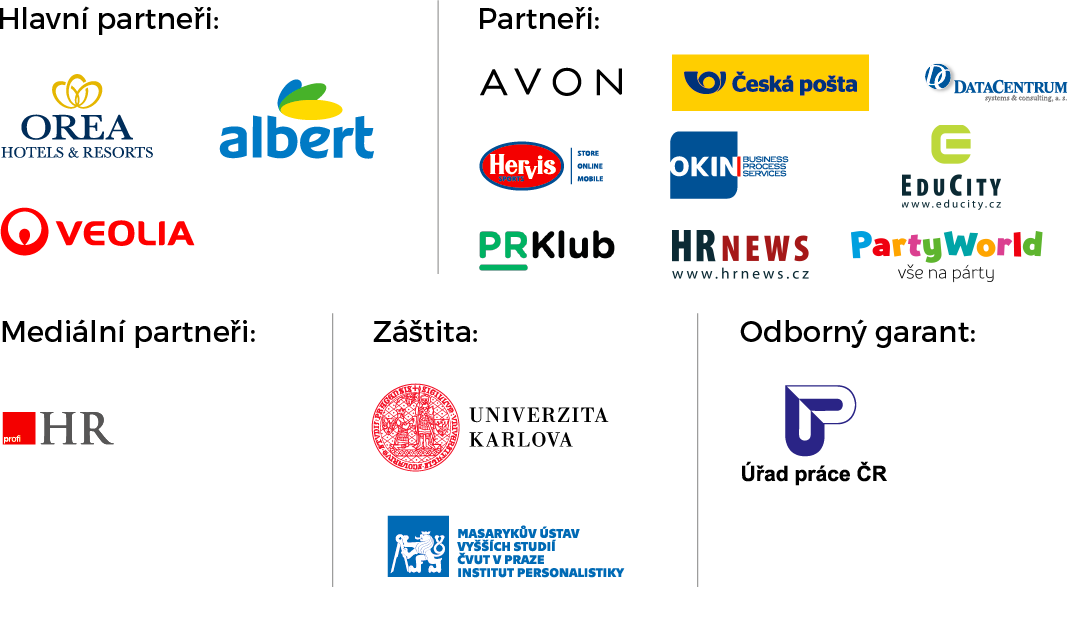 Hlavní partneři:
OREA
HOTELS & RESORTS
albert
VEOLIA
Partneři:
AVON
Česká pošta
DATACENTRUM
systems & consulting, a. s.
Hervis
SPORTS
STORE
ONLINE
MOBILE
OKIN
BUSINESS
PROCESS
SERVICES
EDUCITY
www.educity.cz
PRKlub
HRNEWS
www.hrnews.cz
PartyWorld
vše na párty
Mediální partneři:
profi
HR
Záštita:
UNIVERZITA
KARLOVA
MASARYKŮV ÚSTAV
VYŠŠÍCH STUDIÍ
ČVUT V PRAZE
INSTITUT PERSONALISTIKY
Odborný garant:
Úřad práce ČR